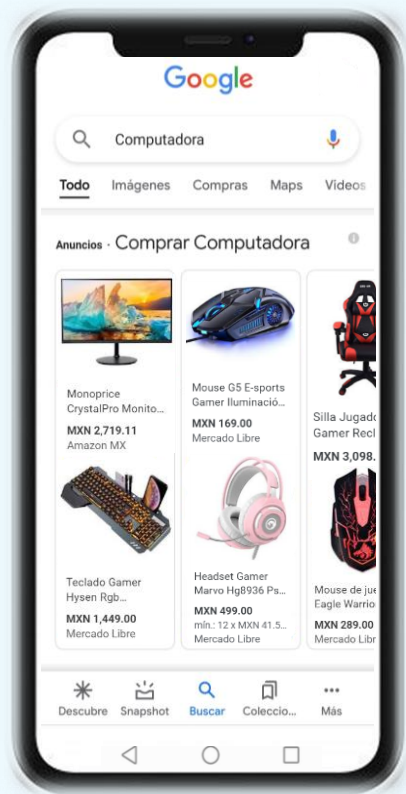 Google
Computadora
Todo Imágenes Compras Maps Videos
Anuncios · Comprar Computadora
Monoprice
CrystalPro Monito...
MXN 2,719.11
Amazon MX
Mouse G5 E-sports
Gamer Iluminació...
MXN 169.00
Mercado Libre
Silla Jugado
Gamer Recl
MXN 3,098.
Teclado Gamer
Hysen Rgb...
MXN 1,449.00
Mercado Libre
Headset Gamer
Marvo Hg8936 Ps...
MXN 499.00
mín.: 12 x MXN 41.5...
Mercado Libre
Mouse de jue
Eagle Warrio
MXN 289.00
Mercado Libr
Descubre Snapshot Buscar Coleccio... Más